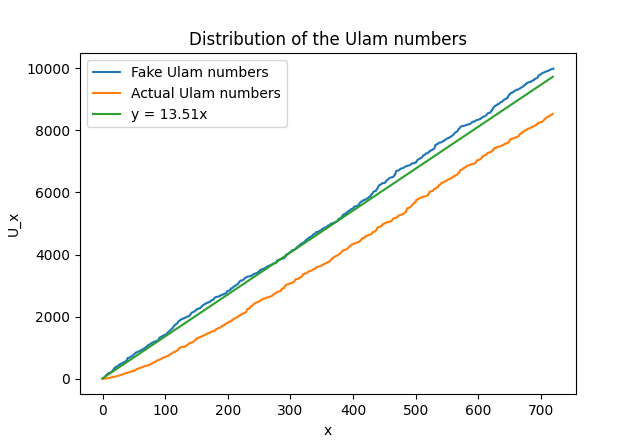 Distribution of the Ulam numbers
Fake Ulam numbers
Actual Ulam numbers
y = 13.51x
10000
8000
6000
4000
2000
0
U_x
0 100 200 300 400 500 600 700
x